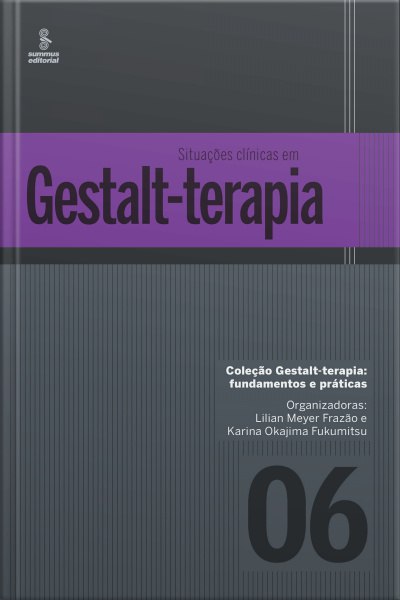 summus
editorial
Situações clínicas em
Gestalt-terapia
Coleção Gestalt-terapia:
fundamentos e práticas
Organizadoras:
Lilian Meyer Frazão e
Karina Okajima Fukumitsu
06